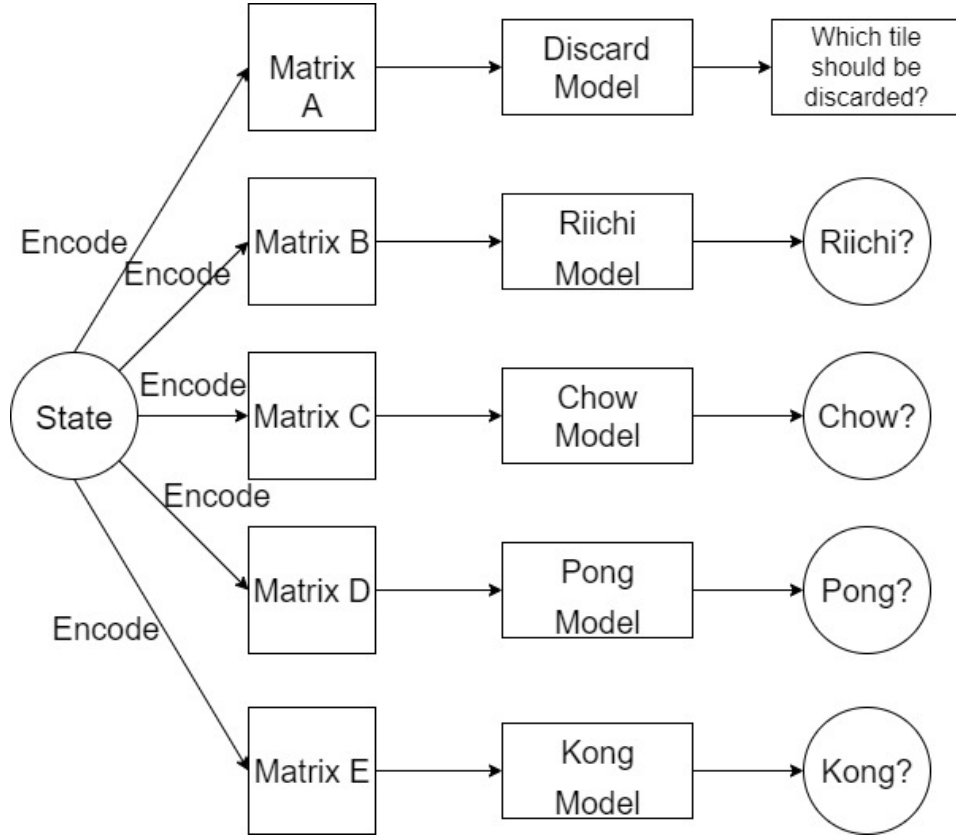 Matrix
A
Discard
Model
Which tile
should be
discarded?
Encode
Encode
Matrix B
Riichi
Model
Riichi?
State
Encode
Matrix C
Chow
Model
Chow?
Encode
Matrix D
Pong
Model
Pong?
Encode
Matrix E
Kong
Model
Kong?